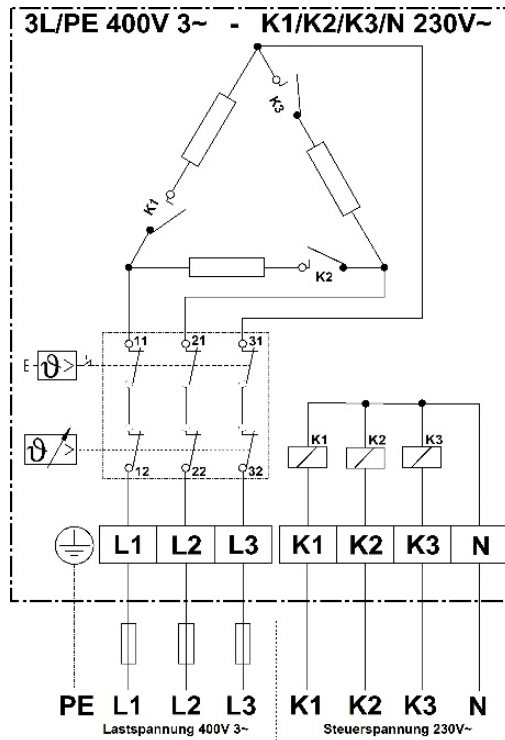 3L/PE 400V 3~ - K1/K2/K3/N 230V~
K3
K1
K2
11 21 31
E ϑ >
K1 K2 K3
ϑ >
12 22 32
L1 L2 L3 K1 K2 K3 N
PE L1 L2 L3 K1 K2 K3 N
Lastspannung 400V 3~ Steuerspannung 230V~